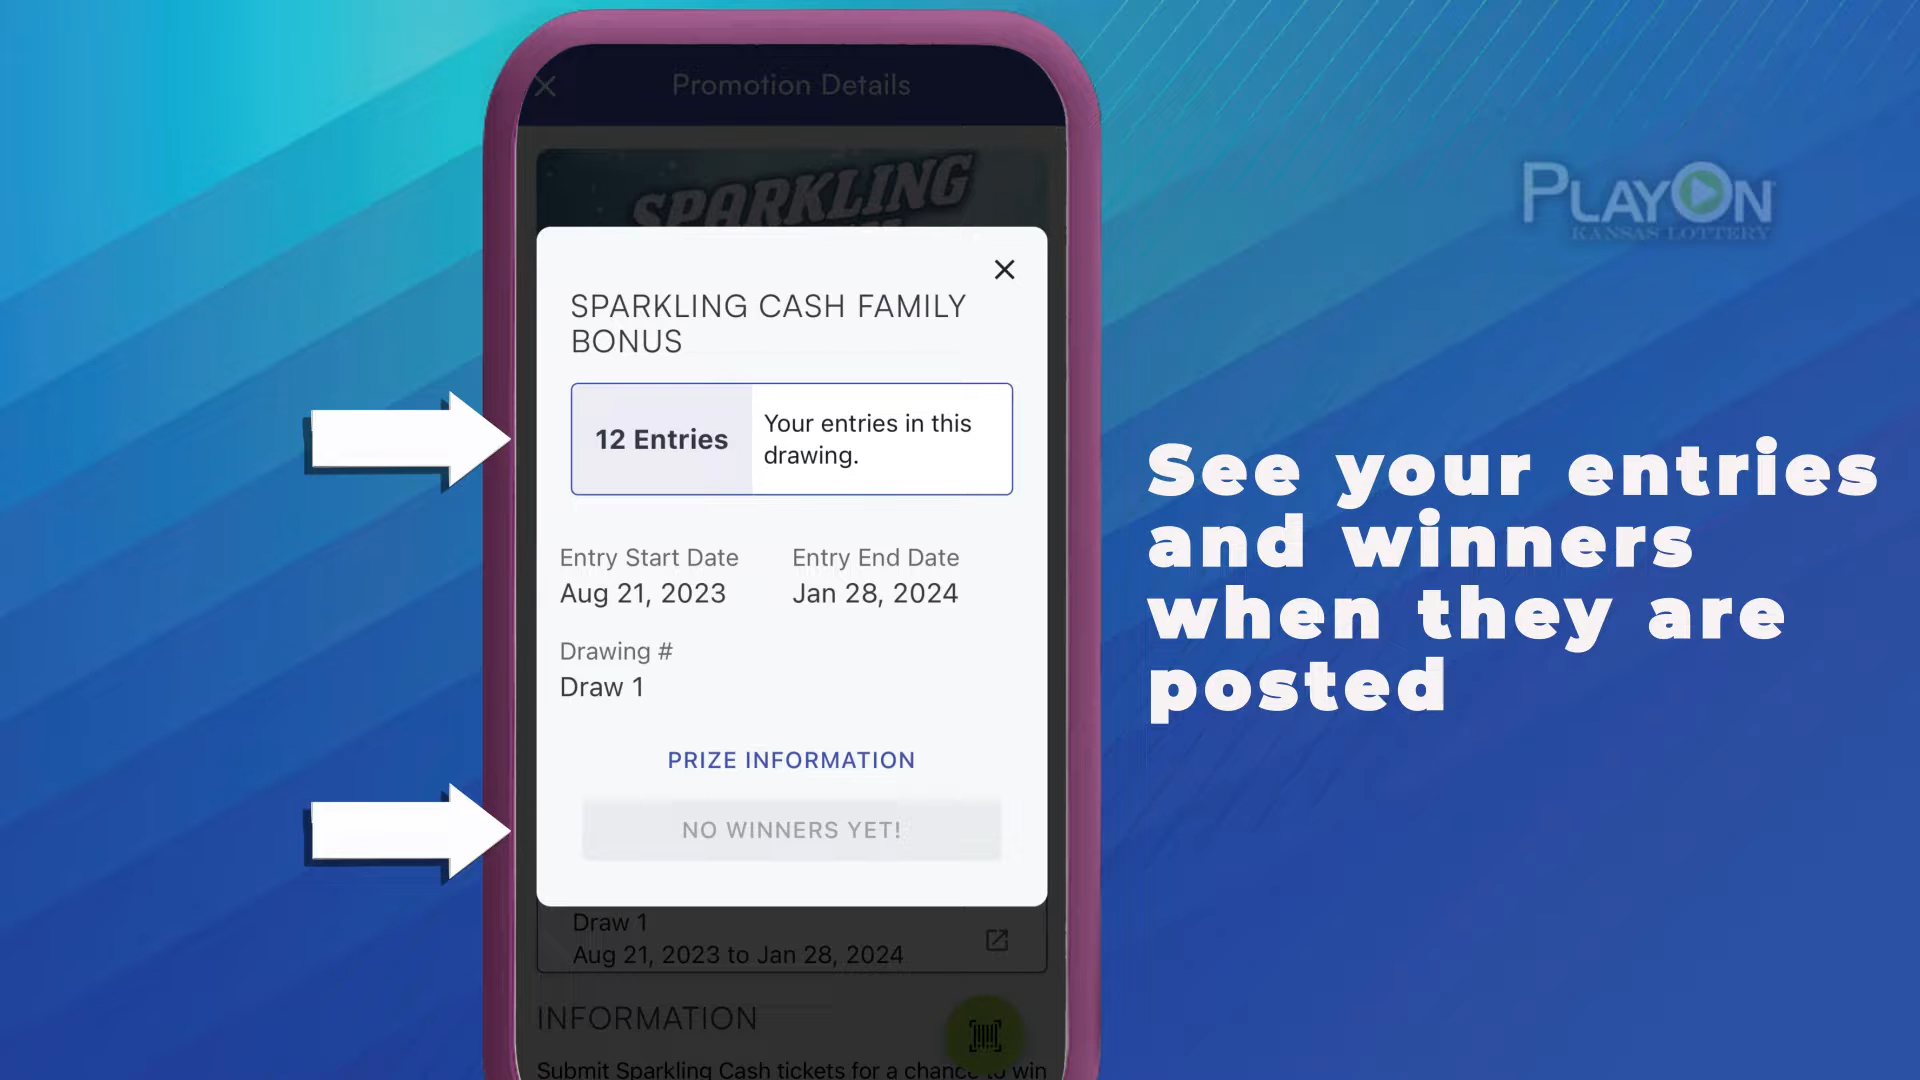 Promotion Details
SPARKLING
PLAYON
KANSAS LOTTERY
SPARKLING CASH FAMILY
BONUS
12 Entries
Your entries in this
drawing.
Entry Start Date
Entry End Date
Aug 21, 2023
Jan 28, 2024
Drawing #
Draw 1
PRIZE INFORMATION
NO WINNERS YET!
Draw 1
Aug 21, 2023 to Jan 28, 2024
INFORMATION
Submit Sparkling Cash tickets for a chance to win
See your entries
and winners
when they are
posted